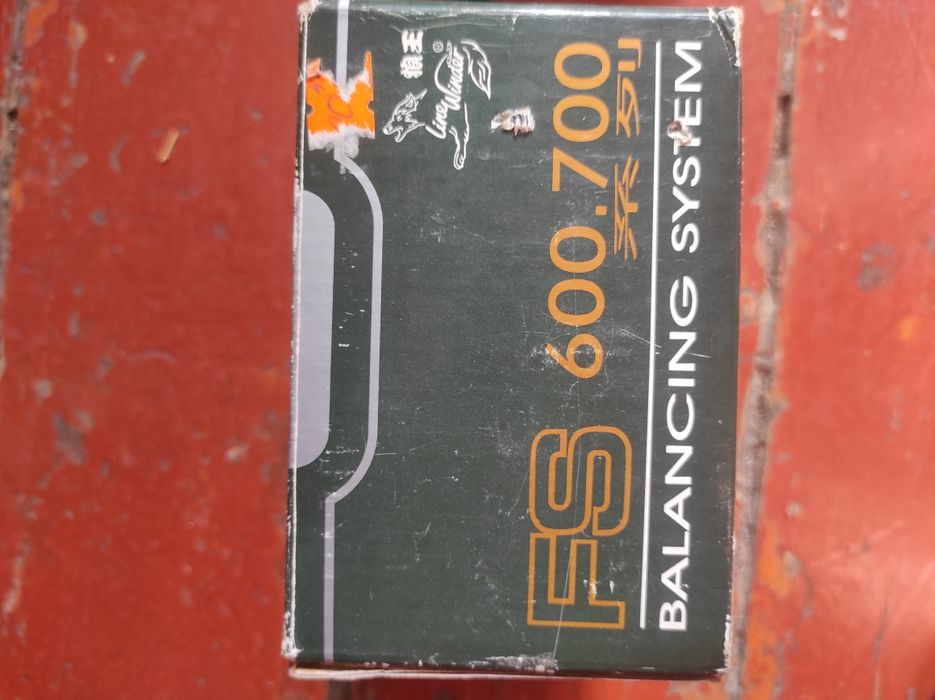 狼王
Line Winder®
FS 600.700
系列
BALANCING SYSTEM